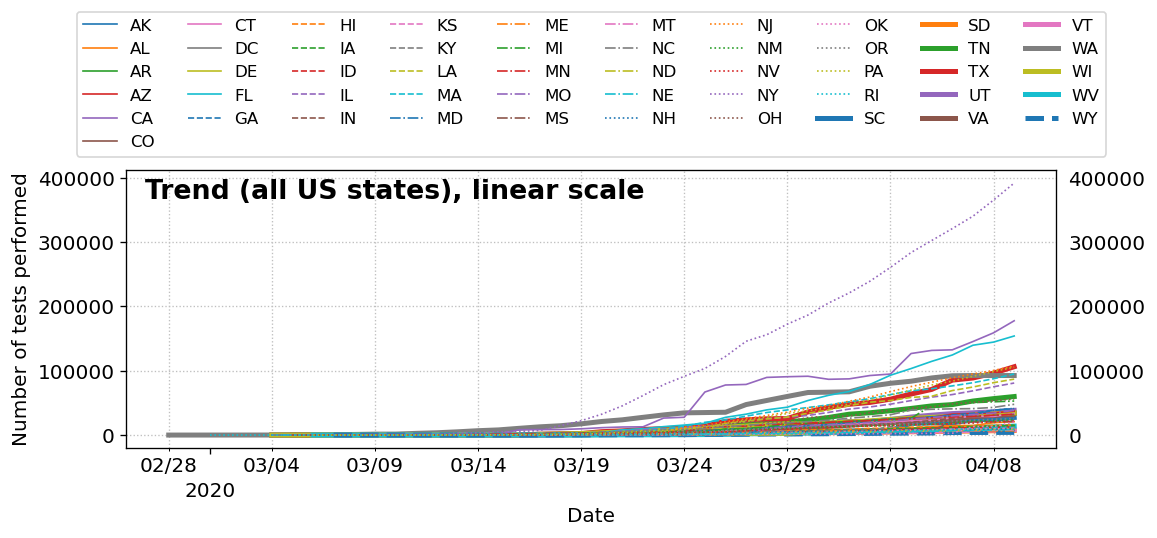 AK CT HI KS ME MT NJ OK SD VT
AL DC IA KY MI NC NM OR TN WA
AR DE ID LA MN ND NV PA TX WI
AZ FL IL MA MO NE NY RI UT WV
CA GA IN MD MS NH OH SC VA WY
CO
Trend (all US states), linear scale
Number of tests performed
400000 400000
300000 300000
200000 200000
100000 100000
0 0
02/28 03/04 03/09 03/14 03/19 03/24 03/29 04/03 04/08
2020
Date